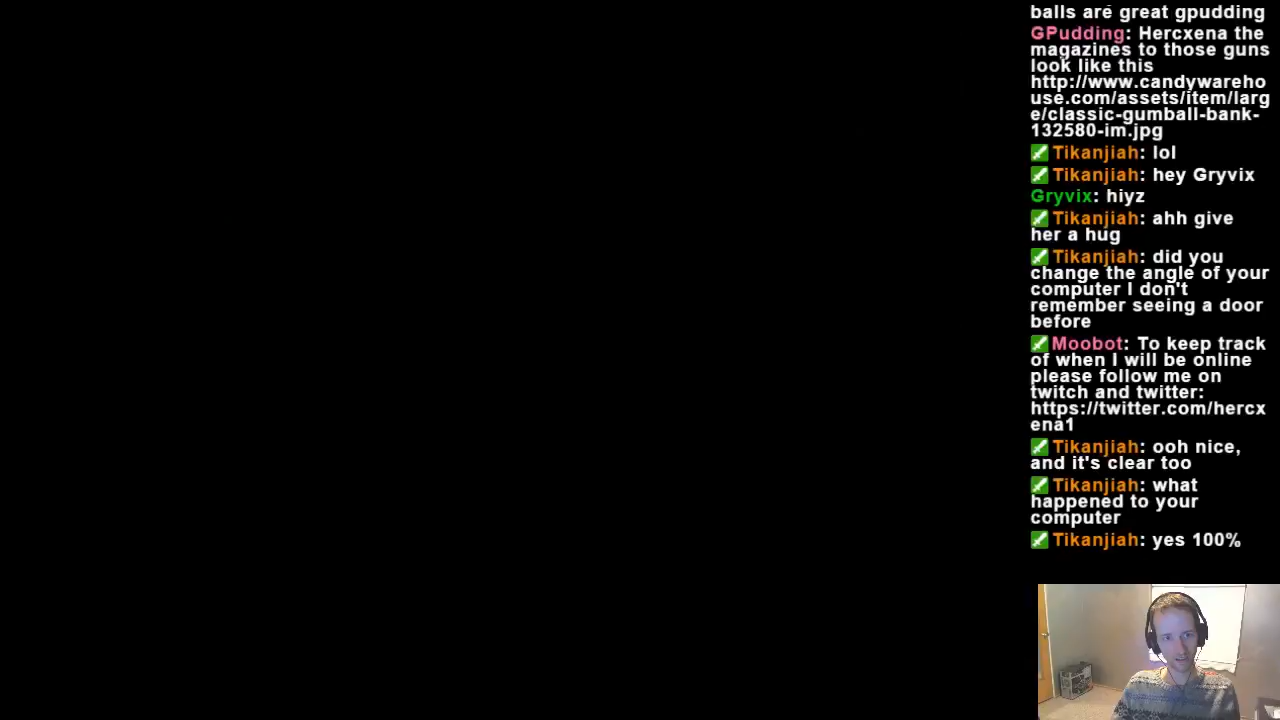 balls are great gpudding
GPudding: Hercxena the
magazines to those guns
look like this
http://www.candywareho
use.com/assets/item/larg
e/classic-gumball-bank-
132580-im.jpg
Tikanjiah: lol
Tikanjiah: hey Gryvix
Gryvix: hiyz
Tikanjiah: ahh give
her a hug
Tikanjiah: did you
change the angle of your
computer I don't
remember seeing a door
before
Moobot: To keep track
of when I will be online
please follow me on
twitch and twitter:
https://twitter.com/hercx
ena1
Tikanjiah: ooh nice,
and it's clear too
Tikanjiah: what
happened to your
computer
Tikanjiah: yes 100%